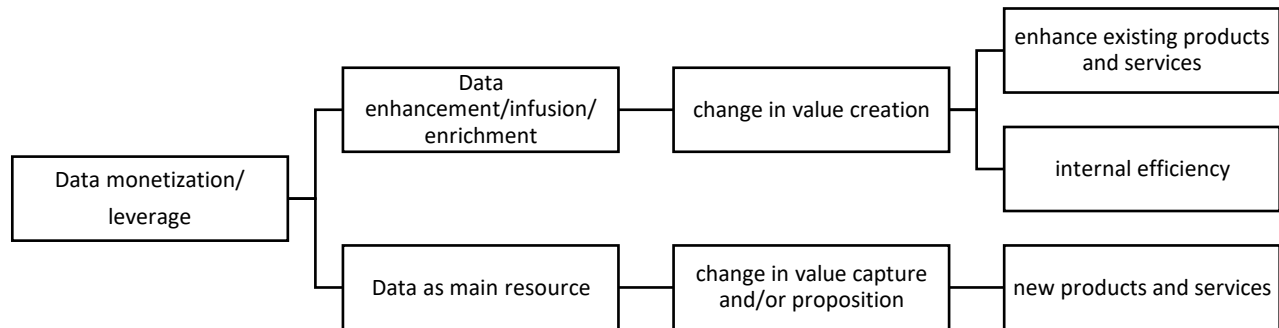 Data monetization/
leverage
Data
enhancement/infusion/
enrichment
change in value creation
enhance existing products
and services
internal efficiency
Data as main resource
change in value capture
and/or proposition
new products and services